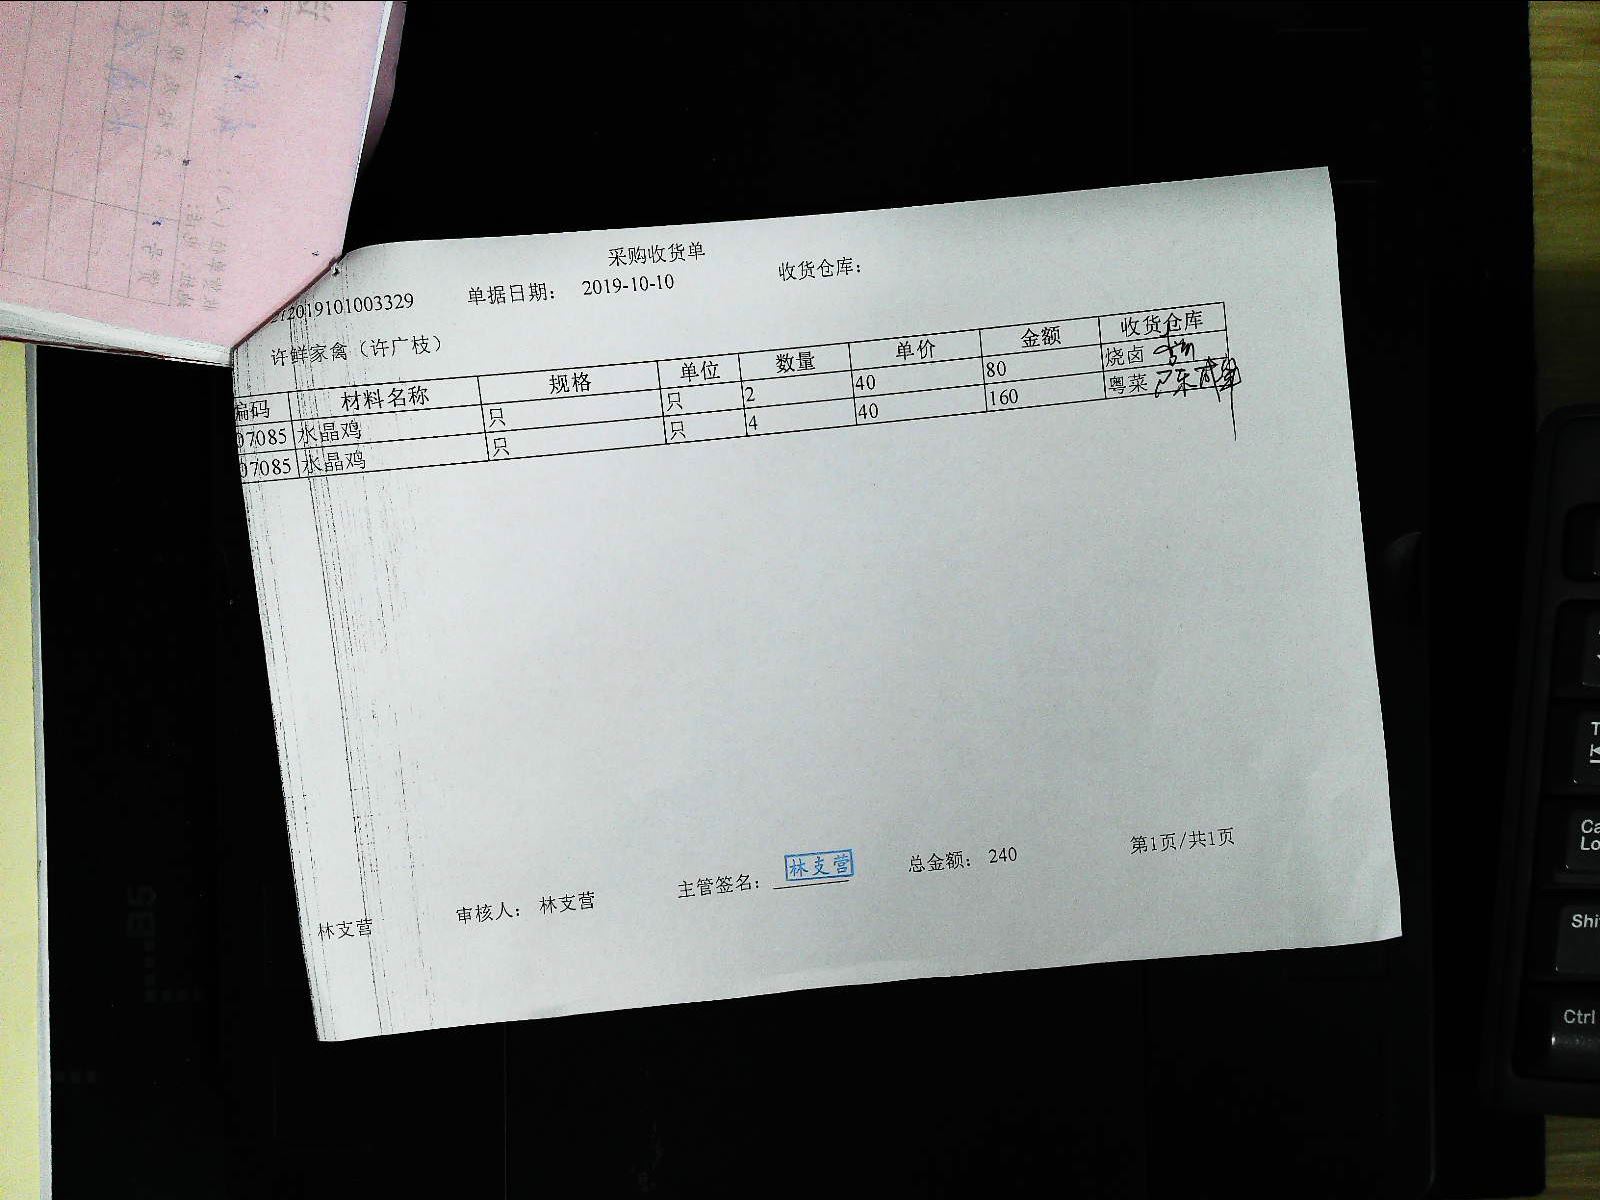 采购收货单
2019101003329 单据日期： 2019-10-10 收货仓库：
许鲜家禽（许广枝）
编码 材料名称 规格 单位 数量 单价 金额 收货仓库
07085 水晶鸡 只 只 2 40 80 烧卤
07085 水晶鸡 只 只 4 40 160 粤菜
林支营 审核人： 林支营 主管签名： 林支营 总金额： 240 第1页/共1页
B5
Shi
Ctrl